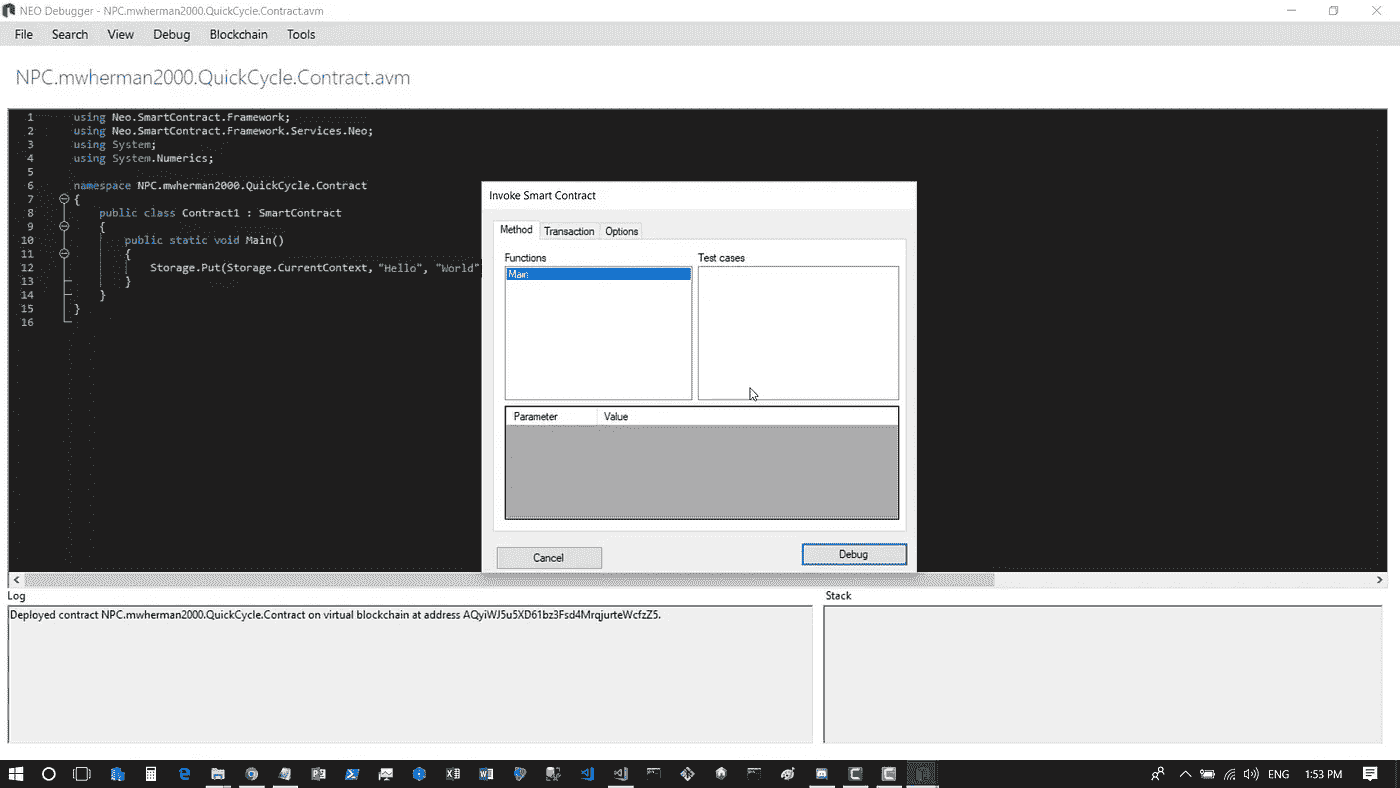 NEO Debugger - NPC.mwherman2000.QuickCycle.Contract.avm
File Search View Debug Blockchain Tools
NPC.mwherman2000.QuickCycle.Contract.avm
1 using Neo.SmartContract.Framework;
2 using Neo.SmartContract.Framework.Services.Neo;
3 using System;
4 using System.Numerics;
5
6 namespace NPC.mwherman2000.QuickCycle.Contract
7 {
8 public class Contract1 : SmartContract
9 {
10 public static void Main()
11 {
12 Storage.Put(Storage.CurrentContext, "Hello", "World"
13 }
14 }
15 }
16
Invoke Smart Contract
Method Transaction Options
Functions Test cases
Main
Parameter Value
Cancel Debug
Log Stack
Deployed contract NPC.mwherman2000.QuickCycle.Contract on virtual blockchain at address AQyiWJ5u5XD61bz3Fsd4MrqjurteWcfzZ5.
ENG 1:53 PM